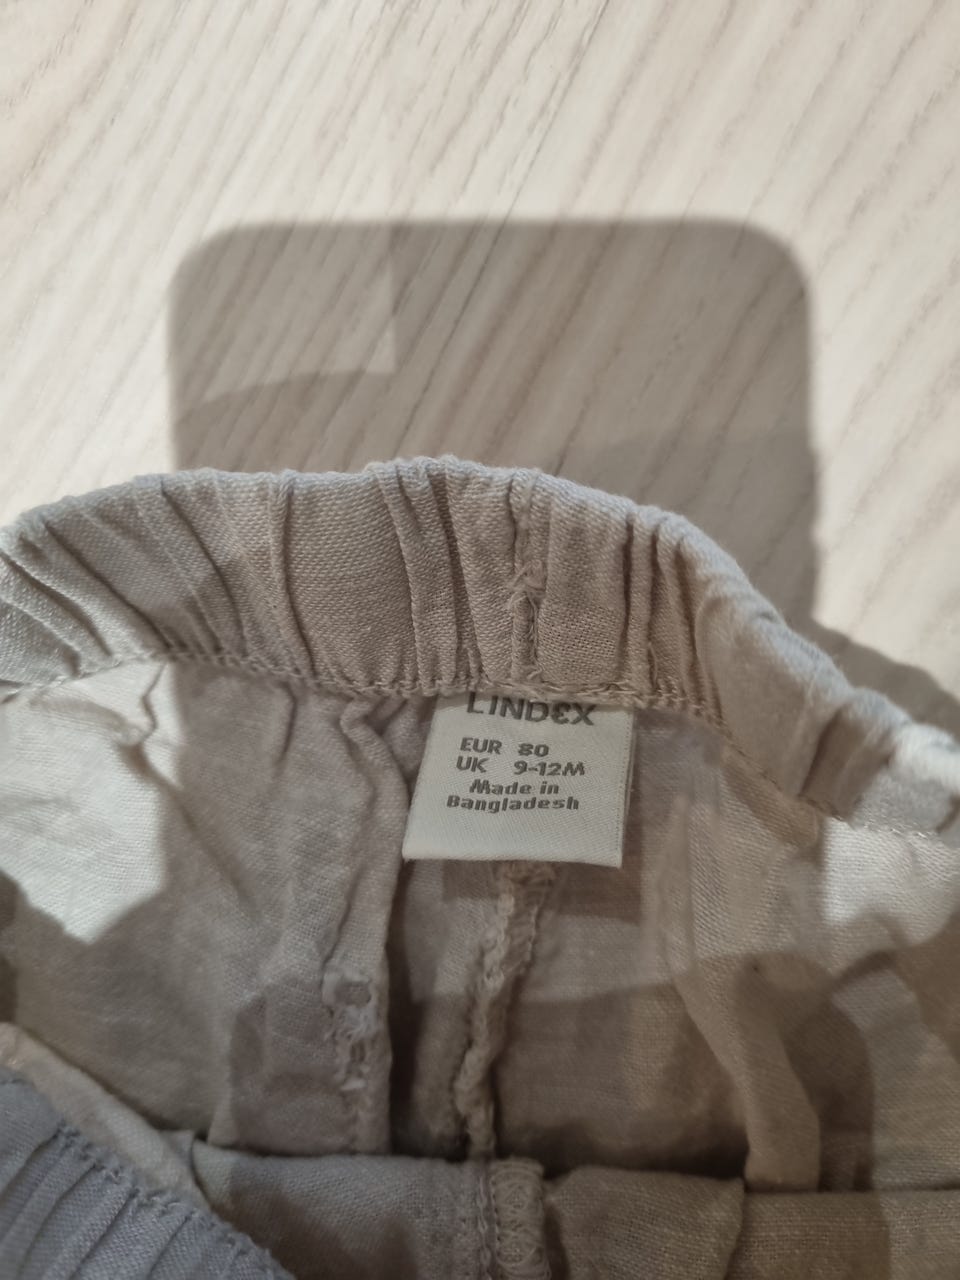 LINDEX
EUR 80
UK 9-12M
Made in
Bangladesh